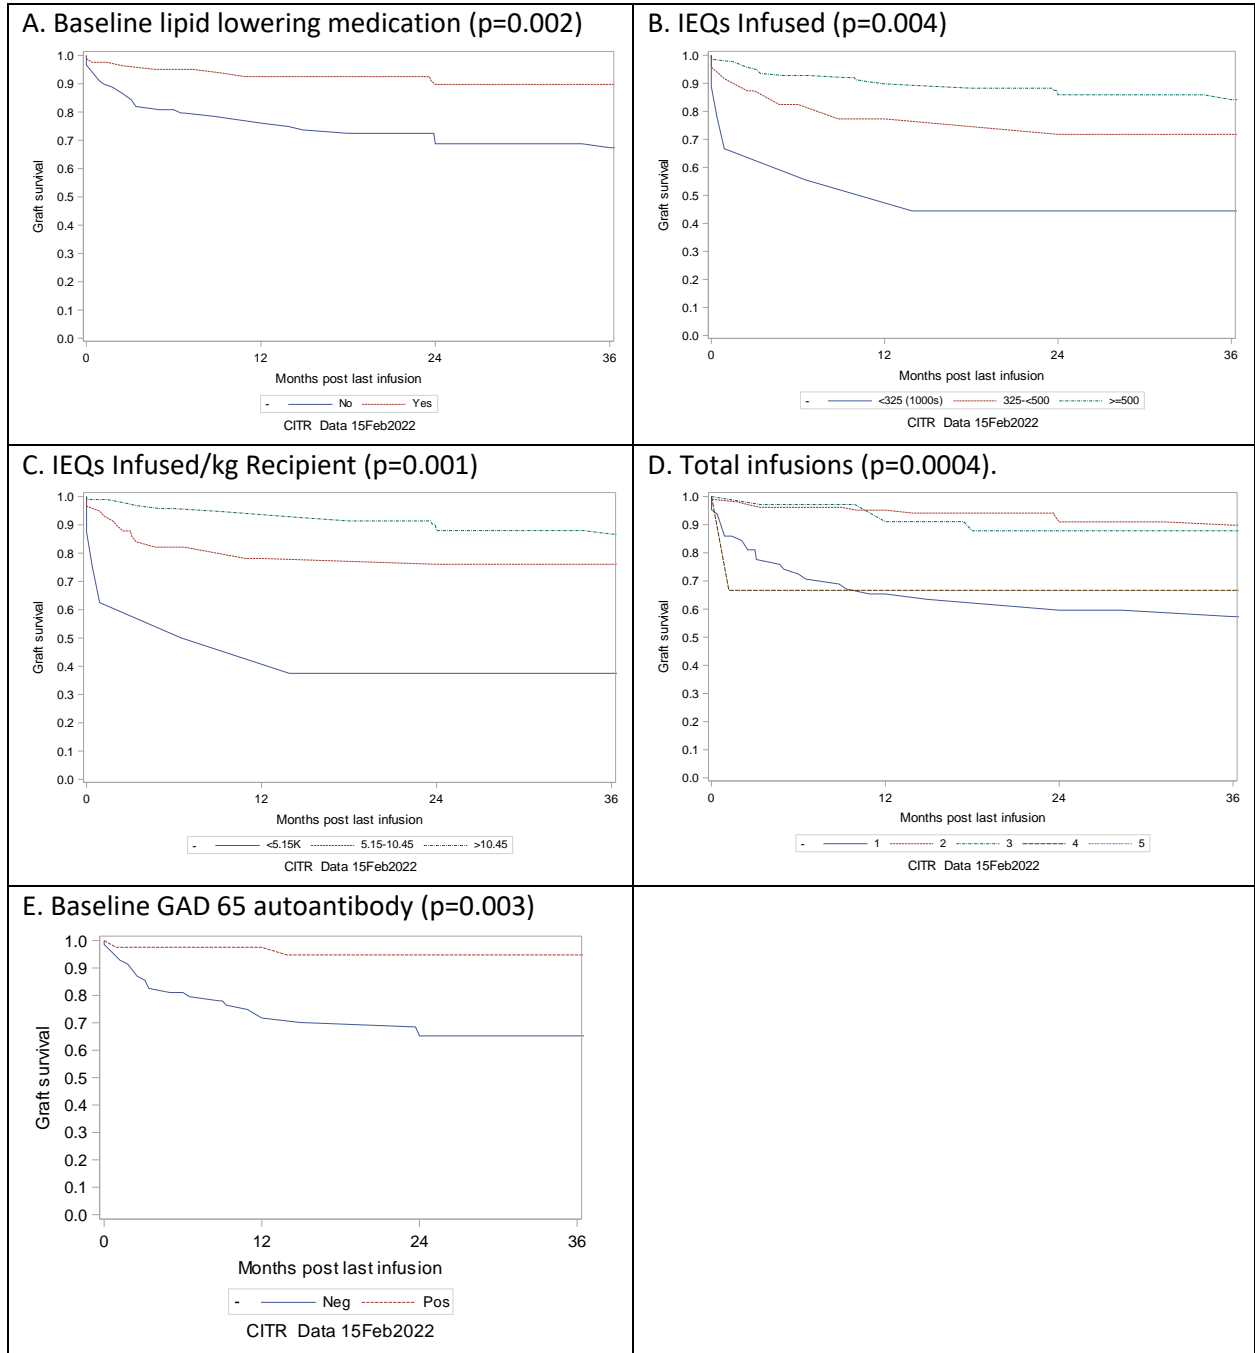 A. Baseline lipid lowering medication (p=0.002)
1.0
0.9
0.8
0.7
0.6
0.5
0.4
0.3
0.2
0.1
0.0
Graft survival
0 12 24 36
Months post last infusion
- No Yes
CITR Data 15Feb2022
B. IEQs Infused (p=0.004)
1.0
0.9
0.8
0.7
0.6
0.5
0.4
0.3
0.2
0.1
0.0
Graft survival
0 12 24 36
Months post last infusion
- <325 (1000s) 325-<500 >=500
CITR Data 15Feb2022
C. IEQs Infused/kg Recipient (p=0.001)
1.0
0.9
0.8
0.7
0.6
0.5
0.4
0.3
0.2
0.1
0.0
Graft survival
0 12 24 36
Months post last infusion
- <5.15K 5.15-10.45 >10.45
CITR Data 15Feb2022
D. Total infusions (p=0.0004).
1.0
0.9
0.8
0.7
0.6
0.5
0.4
0.3
0.2
0.1
0.0
Graft survival
0 12 24 36
Months post last infusion
- 1 2 3 4 5
CITR Data 15Feb2022
E. Baseline GAD 65 autoantibody (p=0.003)
1.0
0.9
0.8
0.7
0.6
0.5
0.4
0.3
0.2
0.1
0.0
Graft survival
0 12 24 36
Months post last infusion
- Neg Pos
CITR Data 15Feb2022